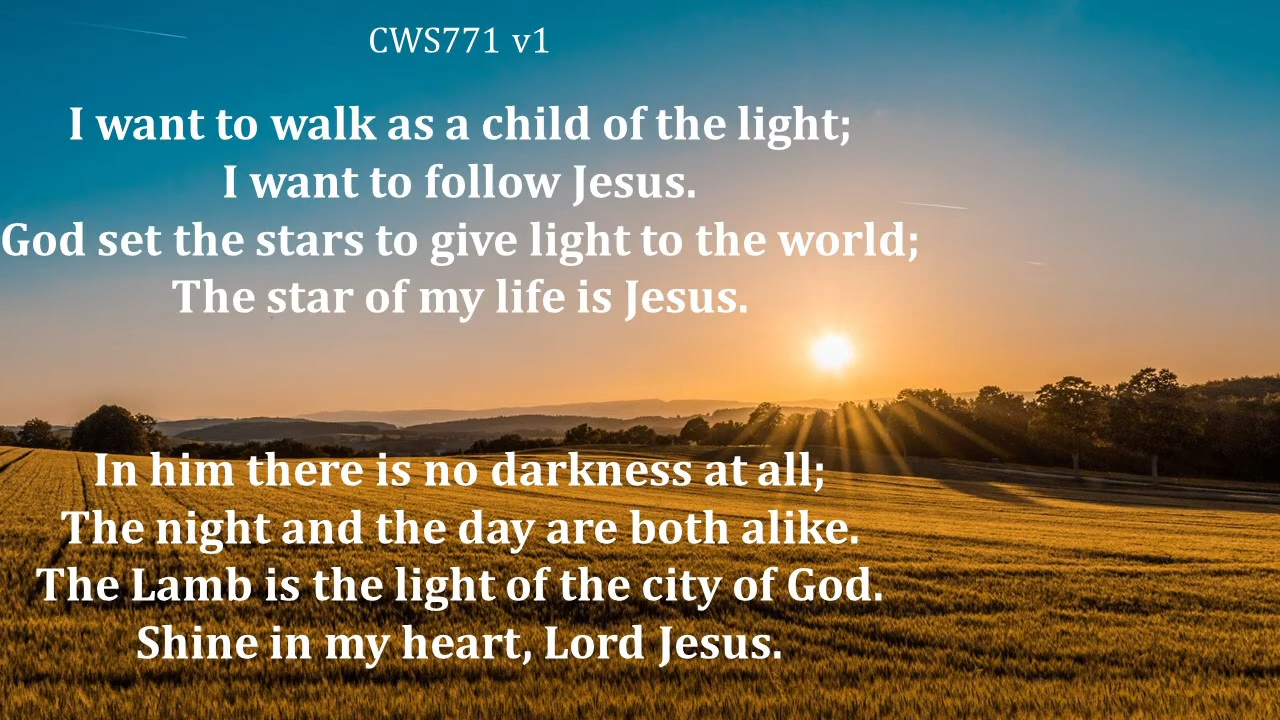 CWS771 v1
I want to walk as a child of the light;
I want to follow Jesus.
God set the stars to give light to the world;
The star of my life is Jesus.
In him there is no darkness at all;
The night and the day are both alike.
The Lamb is the light of the city of God.
Shine in my heart, Lord Jesus.